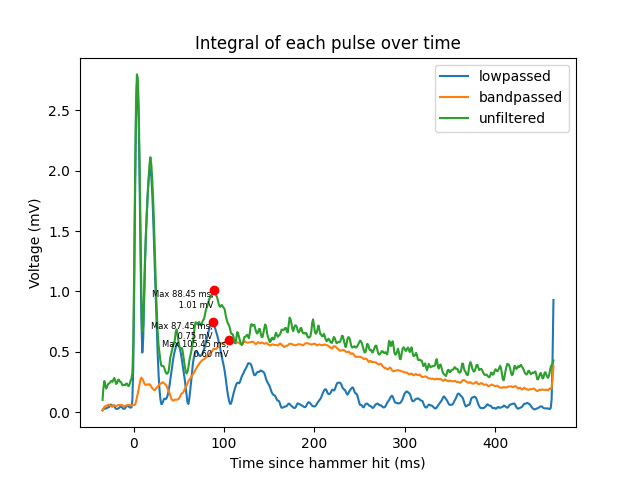 Integral of each pulse over time
lowpassed
bandpassed
unfiltered
Voltage (mV)
2.5
2.0
1.5
1.0
0.5
0.0
Max 88.45 ms,
1.01 mV
Max 87.45 ms,
0.75 mV
Max 105.45 ms,
0.60 mV
0
100
200
300
400
Time since hammer hit (ms)